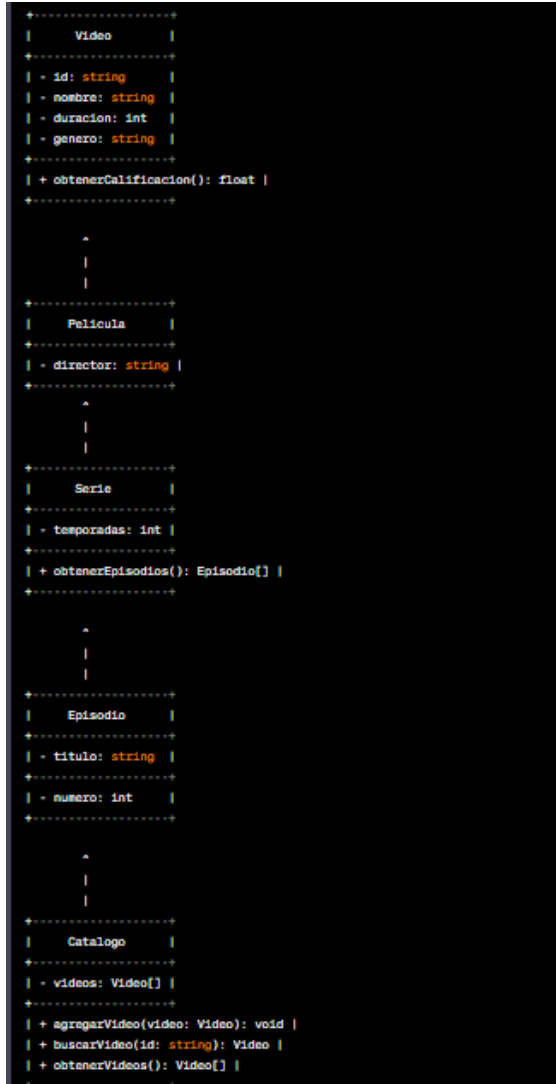 +-------------------+
|      Video        |
+-------------------+
| - id: string      |
| - nombre: string  |
| - duracion: int   |
| - genero: string  |
+-------------------+
| + obtenerCalificacion(): float |
+-------------------+
        ^
        |
        |
+-------------------+
|     Pelicula      |
+-------------------+
| - director: string |
+-------------------+
        ^
        |
        |
+-------------------+
|      Serie        |
+-------------------+
| - temporadas: int |
+-------------------+
| + obtenerEpisodios(): Episodio[] |
+-------------------+
        ^
        |
        |
+-------------------+
|     Episodio      |
+-------------------+
| - titulo: string  |
+-------------------+
| - numero: int     |
+-------------------+
        ^
        |
        |
+-------------------+
|     Catalogo      |
+-------------------+
| - videos: Video[] |
+-------------------+
| + agregarVideo(video: Video): void |
| + buscarVideo(id: string): Video |
| + obtenerVideos(): Video[] |